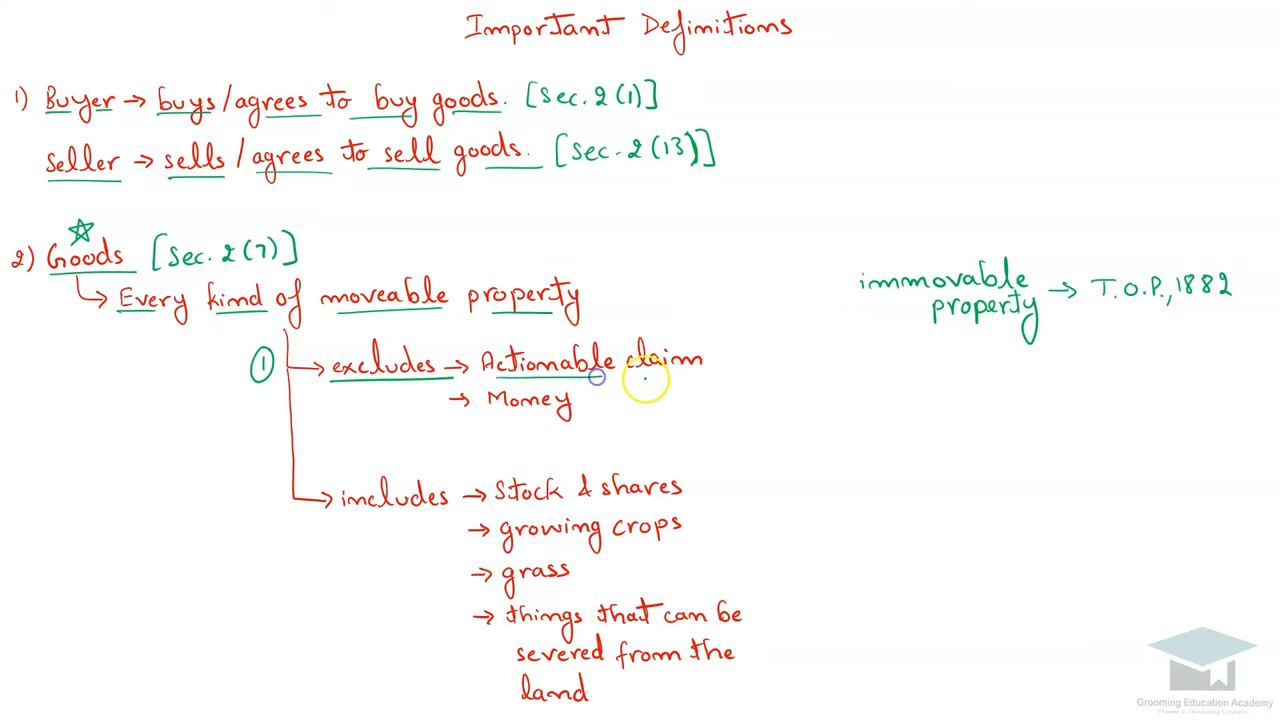 Important Definitions
1) Buyer → buys/agrees to buy goods. [Sec. 2 (1)]
Seller → sells/agrees to sell goods. [Sec. 2 (13)]
2) Goods [Sec. 2 (7)]
Every kind of moveable property
immovable
property → T.O.P., 1882
① excludes → Actionable claim
→ Money
includes → Stock & shares
→ growing crops
→ grass
→ things that can be
severed from the
land
Grooming Education Academy